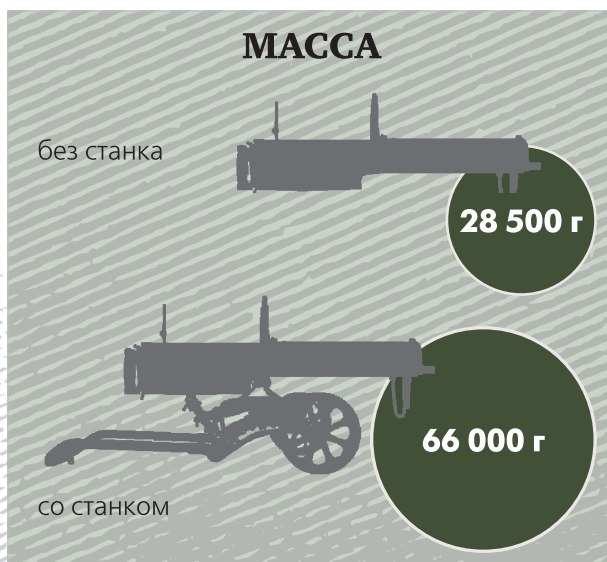 МАССА
без станка
28 500 г
66 000 г
со станком